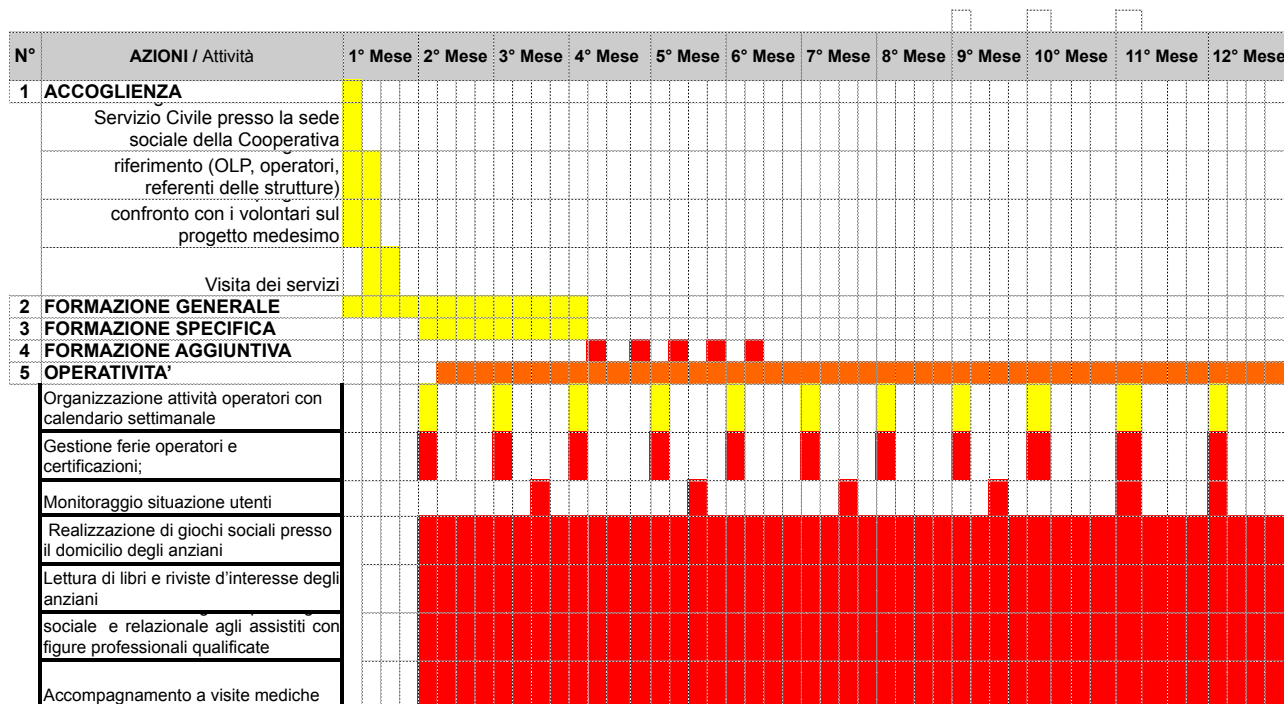 N° AZIONI / Attività 1° Mese 2° Mese 3° Mese 4° Mese 5° Mese 6° Mese 7° Mese 8° Mese 9° Mese 10° Mese 11° Mese 12° Mese
1 ACCOGLIENZA
Servizio Civile presso la sede
sociale della Cooperativa
riferimento (OLP, operatori,
referenti delle strutture)
confronto con i volontari sul
progetto medesimo
Visita dei servizi
2 FORMAZIONE GENERALE
3 FORMAZIONE SPECIFICA
4 FORMAZIONE AGGIUNTIVA
5 OPERATIVITA’
Organizzazione attività operatori con
calendario settimanale
Gestione ferie operatori e
certificazioni;
Monitoraggio situazione utenti
Realizzazione di giochi sociali presso
il domicilio degli anziani
Lettura di libri e riviste d’interesse degli
anziani
sociale e relazionale agli assistiti con
figure professionali qualificate
Accompagnamento a visite mediche